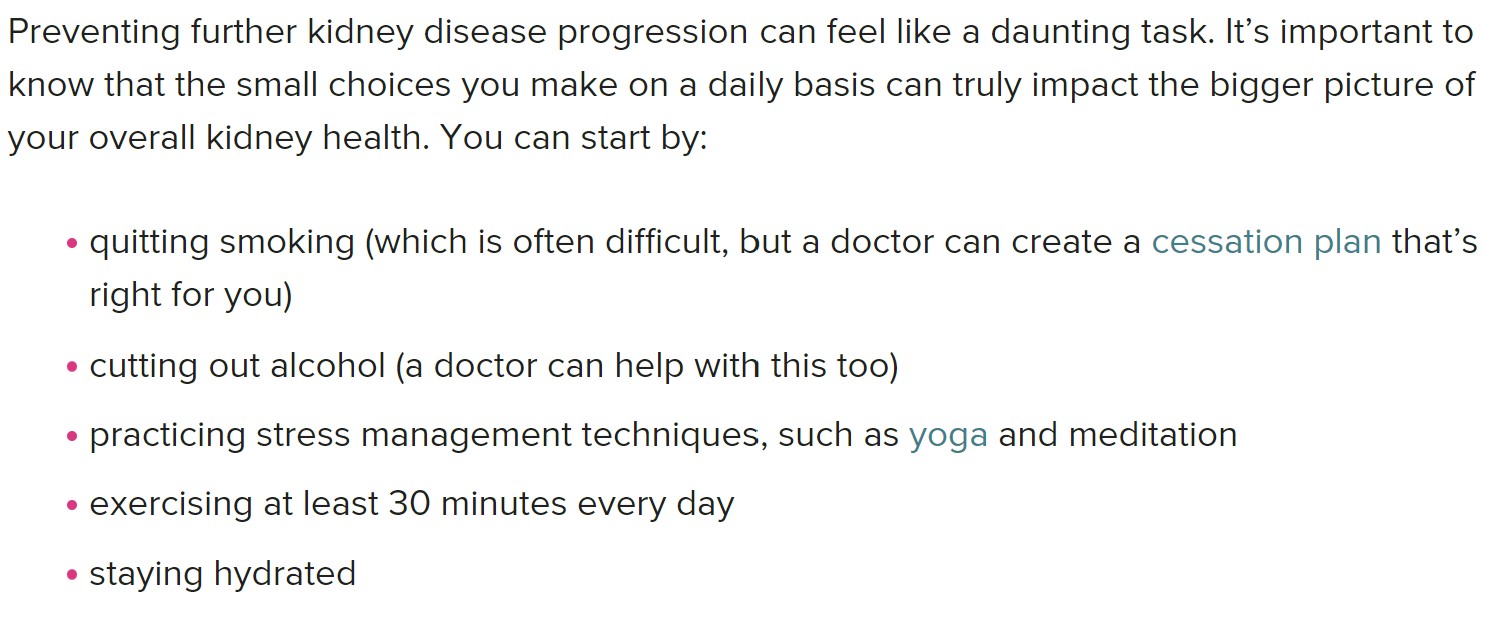 Preventing further kidney disease progression can feel like a daunting task. It’s important to
know that the small choices you make on a daily basis can truly impact the bigger picture of
your overall kidney health. You can start by:
• quitting smoking (which is often difficult, but a doctor can create a cessation plan that’s
right for you)
• cutting out alcohol (a doctor can help with this too)
• practicing stress management techniques, such as yoga and meditation
• exercising at least 30 minutes every day
• staying hydrated